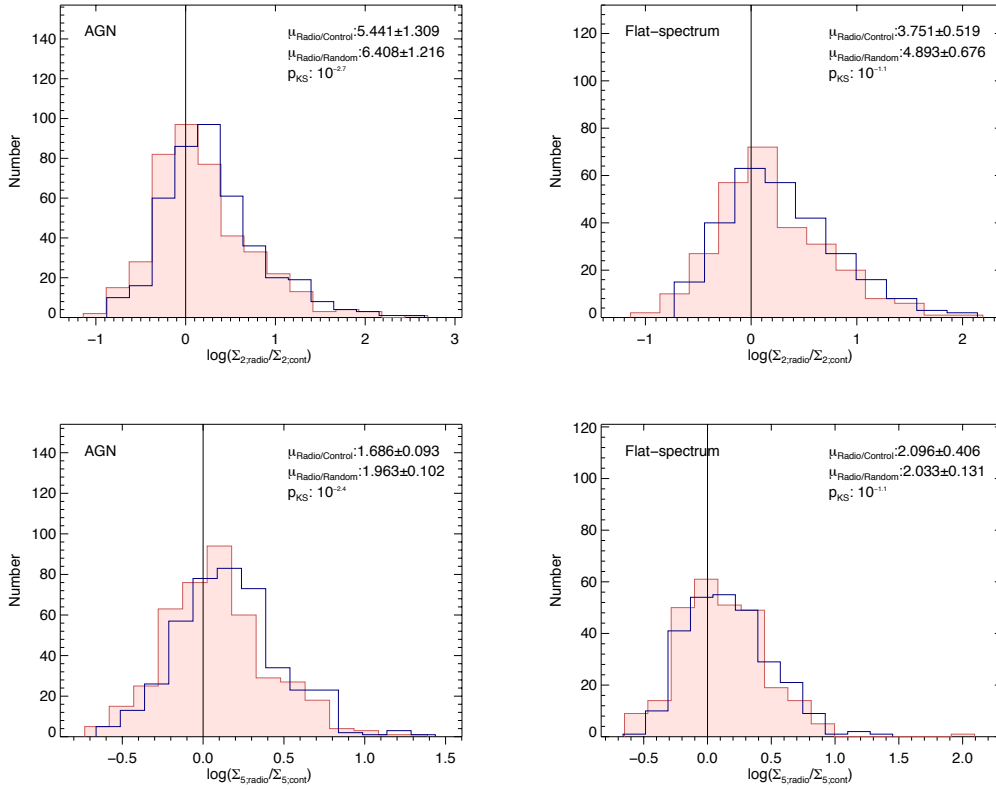 AGN
μRadio/Control:5.441±1.309
μRadio/Random:6.408±1.216
pKS: 10^−2.7
Number
0
20
40
60
80
100
120
140
−1
0
1
2
3
log(Σ2;radio/Σ2;cont)
Flat−spectrum
μRadio/Control:3.751±0.519
μRadio/Random:4.893±0.676
pKS: 10^−1.1
Number
0
20
40
60
80
100
120
−1
0
1
2
log(Σ2;radio/Σ2;cont)
AGN
μRadio/Control:1.686±0.093
μRadio/Random:1.963±0.102
pKS: 10^−2.4
Number
0
20
40
60
80
100
120
140
−0.5
0.0
0.5
1.0
1.5
log(Σ5;radio/Σ5;cont)
Flat−spectrum
μRadio/Control:2.096±0.406
μRadio/Random:2.033±0.131
pKS: 10^−1.1
Number
0
20
40
60
80
100
120
−0.5
0.0
0.5
1.0
1.5
2.0
log(Σ5;radio/Σ5;cont)